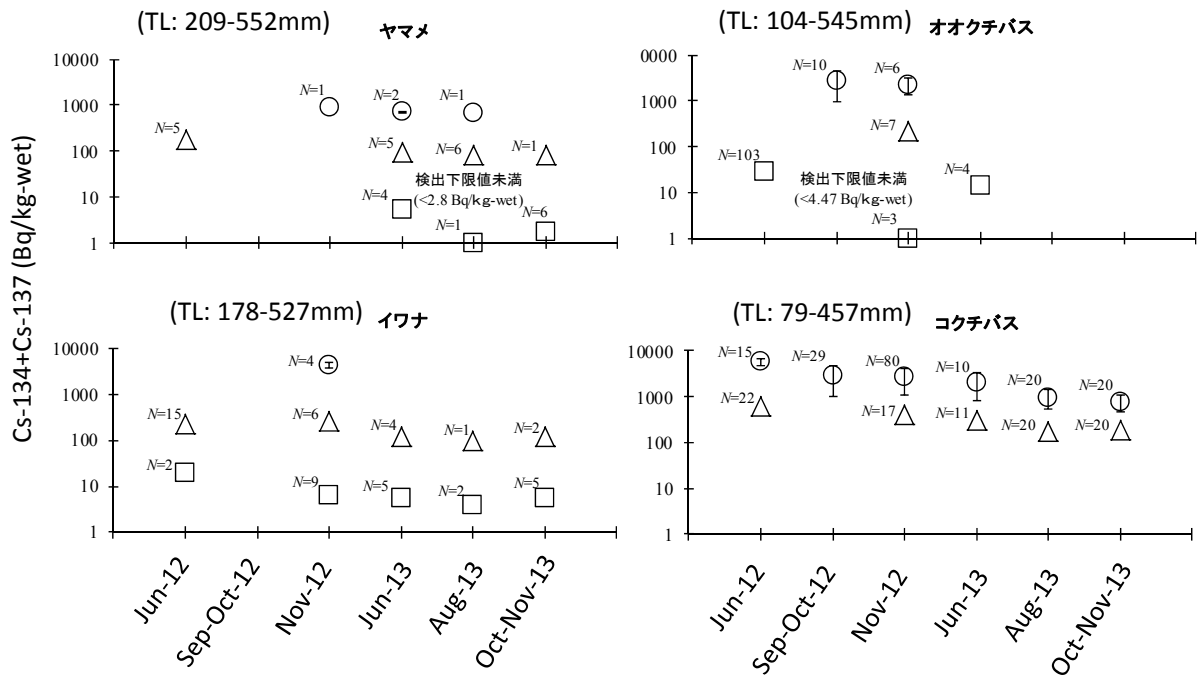 (TL: 209-552mm) ヤマメ
10000
1000
100
10
1
N=5
N=1
N=2
N=1
N=5
N=6
N=1
検出下限値未満
(<2.8 Bq/kg-wet)
N=4
N=1
N=6
(TL: 104-545mm) オオクチバス
0000
1000
100
10
1
N=10
N=6
N=7
N=103
検出下限値未満
(<4.47 Bq/kg-wet)
N=4
N=3
Cs-134+Cs-137 (Bq/kg-wet)
(TL: 178-527mm) イワナ
10000
1000
100
10
1
N=4
N=15
N=6
N=4
N=1
N=2
N=2
N=9
N=5
N=2
N=5
Jun-12
Sep-Oct-12
Nov-12
Jun-13
Aug-13
Oct-Nov-13
(TL: 79-457mm) コクチバス
10000
1000
100
10
1
N=15
N=29
N=80
N=10
N=20
N=20
N=22
N=17
N=11
N=20
N=20
Jun-12
Sep-Oct-12
Nov-12
Jun-13
Aug-13
Oct-Nov-13